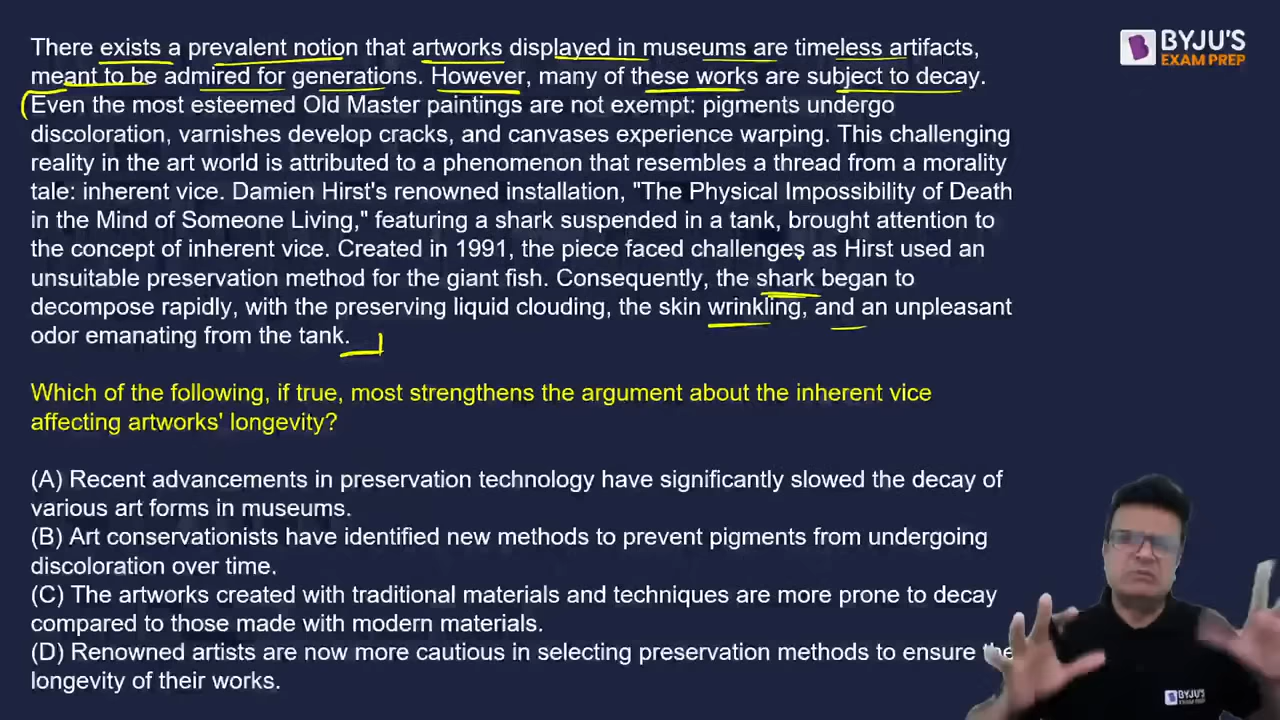 There exists a prevalent notion that artworks displayed in museums are timeless artifacts,
meant to be admired for generations. However, many of these works are subject to decay.
Even the most esteemed Old Master paintings are not exempt: pigments undergo
discoloration, varnishes develop cracks, and canvases experience warping. This challenging
reality in the art world is attributed to a phenomenon that resembles a thread from a morality
tale: inherent vice. Damien Hirst's renowned installation, "The Physical Impossibility of Death
in the Mind of Someone Living," featuring a shark suspended in a tank, brought attention to
the concept of inherent vice. Created in 1991, the piece faced challenges as Hirst used an
unsuitable preservation method for the giant fish. Consequently, the shark began to
decompose rapidly, with the preserving liquid clouding, the skin wrinkling, and an unpleasant
odor emanating from the tank.
Which of the following, if true, most strengthens the argument about the inherent vice
affecting artworks' longevity?
(A) Recent advancements in preservation technology have significantly slowed the decay of
various art forms in museums.
(B) Art conservationists have identified new methods to prevent pigments from undergoing
discoloration over time.
(C) The artworks created with traditional materials and techniques are more prone to decay
compared to those made with modern materials.
(D) Renowned artists are now more cautious in selecting preservation methods to ensure the
longevity of their works.
BYJU'S
EXAM PREP
BYJU'S
EXAM PREP